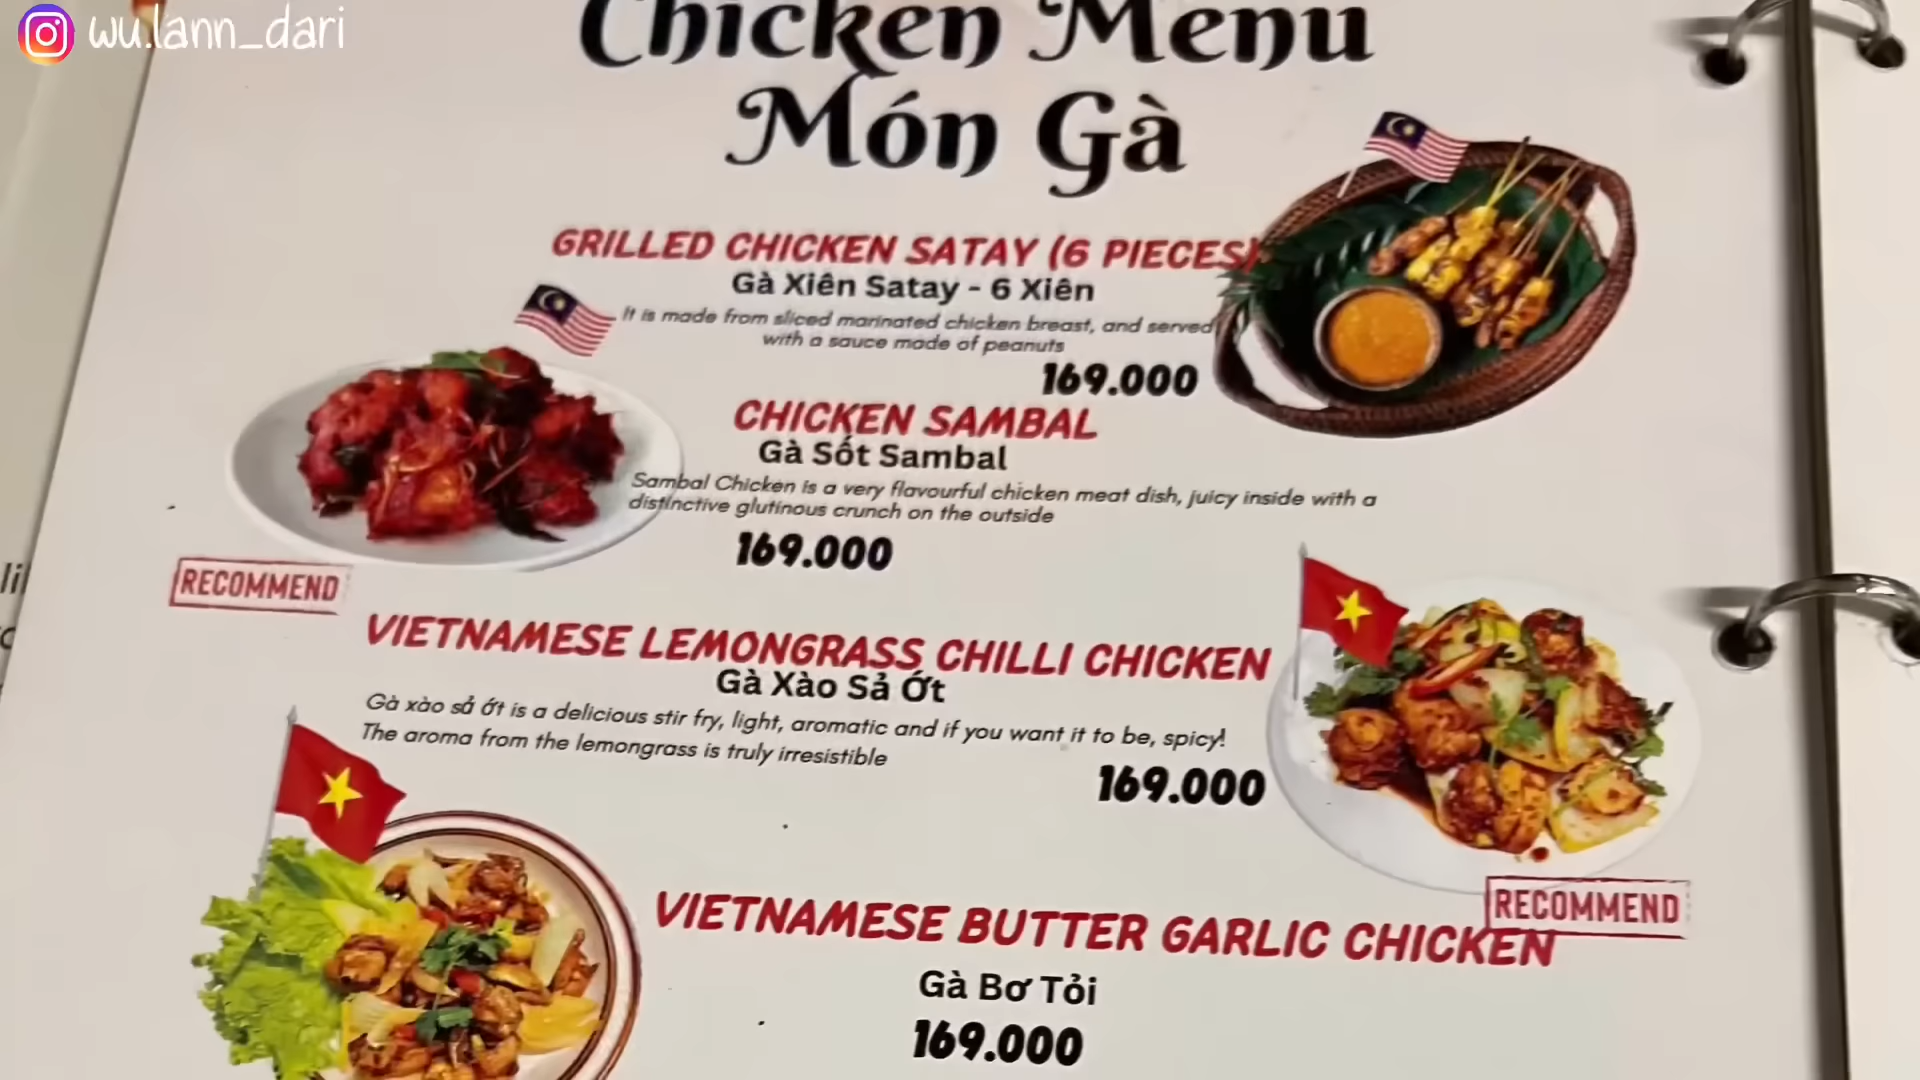 wu.lann_dari
Chicken Menu
Món Gà
GRILLED CHICKEN SATAY (6 PIECES)
Gà Xiên Satay - 6 Xiên
It is made from sliced marinated chicken breast, and served
with a sauce made of peanuts
169.000
CHICKEN SAMBAL
Gà Sốt Sambal
Sambal Chicken is a very flavourful chicken meat dish, juicy inside with a
distinctive glutinous crunch on the outside
169.000
RECOMMEND
VIETNAMESE LEMONGRASS CHILLI CHICKEN
Gà Xào Sả Ớt
Gà xào sả ớt is a delicious stir fry, light, aromatic and if you want it to be, spicy!
The aroma from the lemongrass is truly irresistible
169.000
RECOMMEND
VIETNAMESE BUTTER GARLIC CHICKEN
Gà Bơ Tỏi
169.000